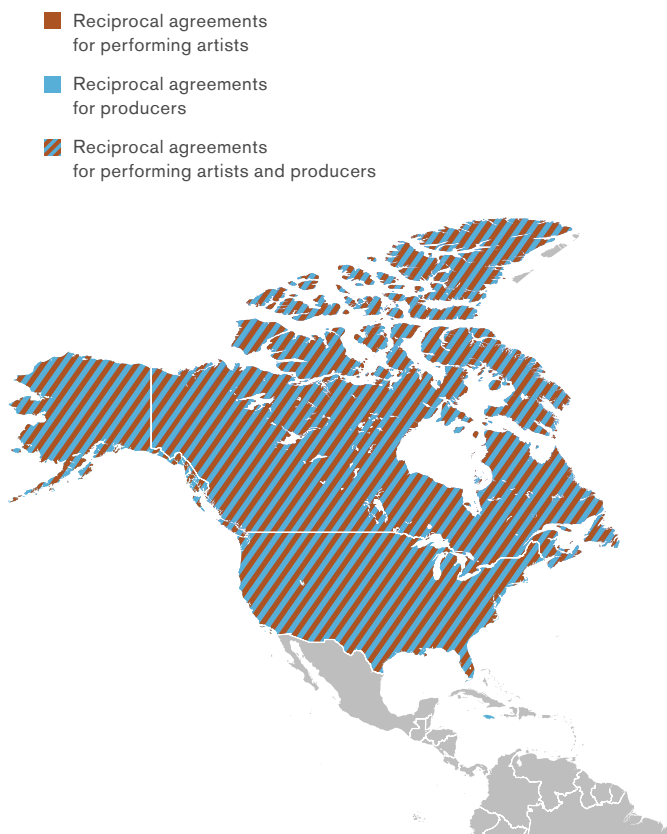 Reciprocal agreements
for performing artists
Reciprocal agreements
for producers
Reciprocal agreements
for performing artists and producers